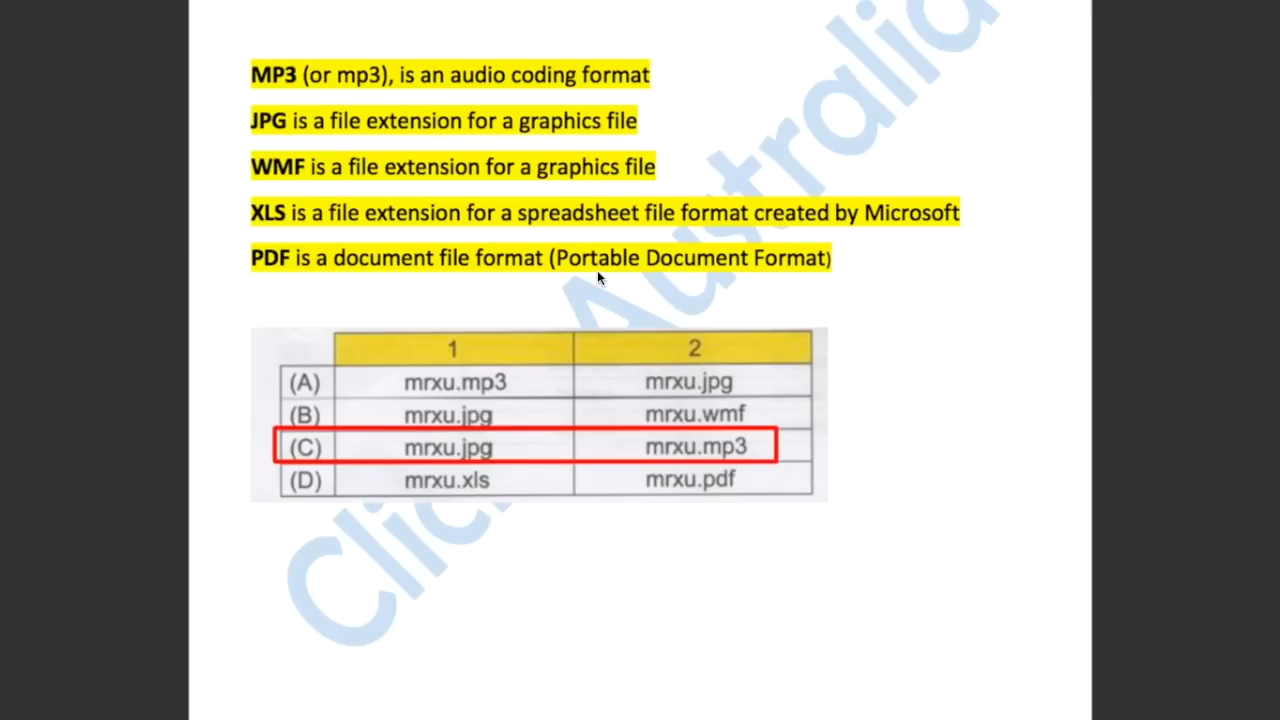 MP3 (or mp3), is an audio coding format
JPG is a file extension for a graphics file
WMF is a file extension for a graphics file
XLS is a file extension for a spreadsheet file format created by Microsoft
PDF is a document file format (Portable Document Format)
1 2
(A) mrxu.mp3 mrxu.jpg
(B) mrxu.jpg mrxu.wmf
(C) mrxu.jpg mrxu.mp3
(D) mrxu.xls mrxu.pdf
Australia